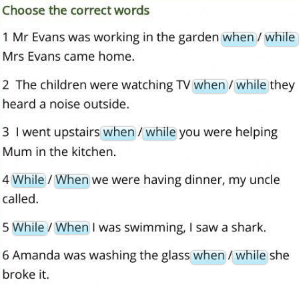 Choose the correct words
1 Mr Evans was working in the garden when / while
Mrs Evans came home.
2 The children were watching TV when / while they
heard a noise outside.
3 I went upstairs when / while you were helping
Mum in the kitchen.
4 While / When we were having dinner, my uncle
called.
5 While / When I was swimming, I saw a shark.
6 Amanda was washing the glass when / while she
broke it.